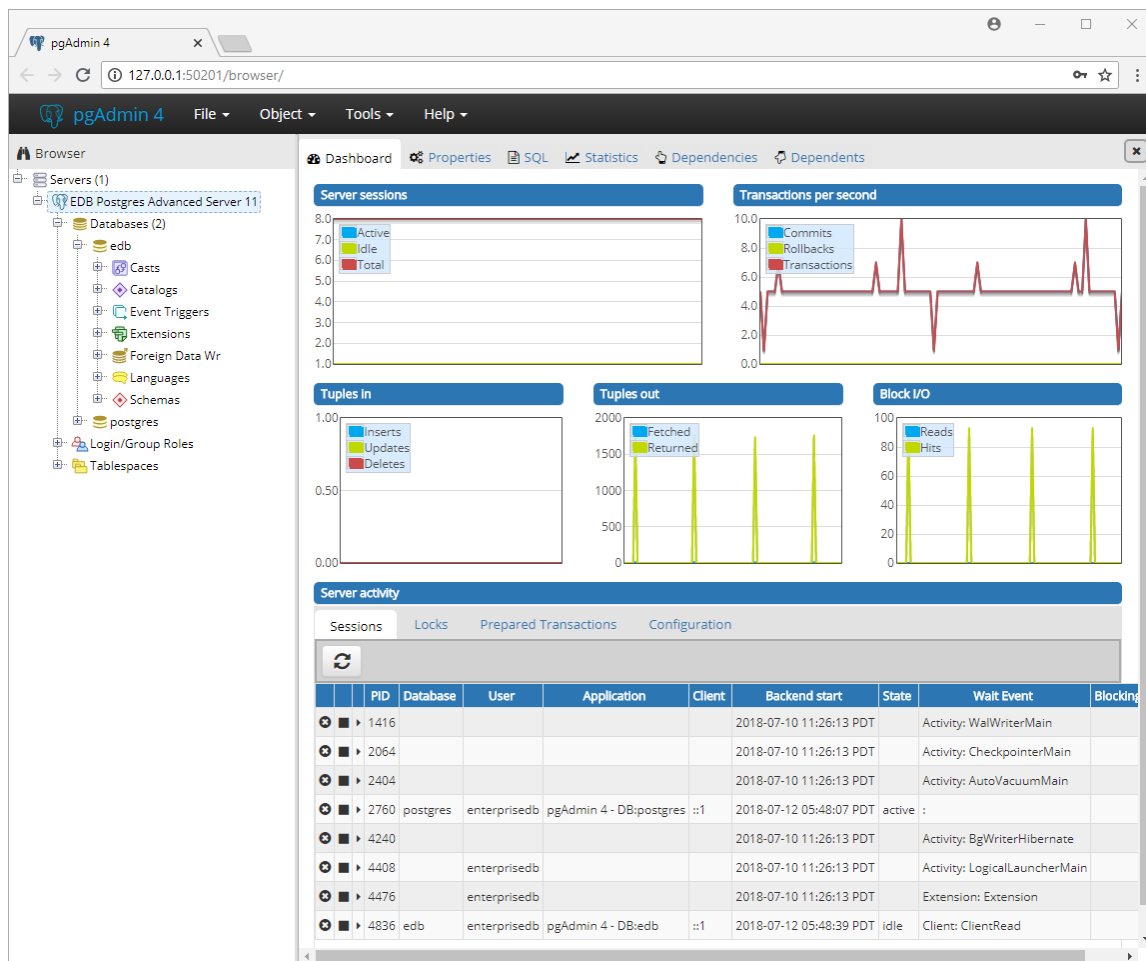 pgAdmin 4
127.0.0.1:50201/browser/
pgAdmin 4 File Object Tools Help
Browser
Servers (1)
EDB Postgres Advanced Server 11
Databases (2)
edb
Casts
Catalogs
Event Triggers
Extensions
Foreign Data Wr
Languages
Schemas
postgres
Login/Group Roles
Tablespaces
Dashboard Properties SQL Statistics Dependencies Dependents
Server sessions
8.0
7.0
6.0
5.0
4.0
3.0
2.0
1.0
Active
Idle
Total
Transactions per second
10.0
8.0
6.0
4.0
2.0
0.0
Commits
Rollbacks
Transactions
Tuples in
1.00
0.50
0.00
Inserts
Updates
Deletes
Tuples out
2000
1500
1000
500
0
Fetched
Returned
Block I/O
100
80
60
40
20
0
Reads
Hits
Server activity
Sessions Locks Prepared Transactions Configuration
PID Database User Application Client Backend start State Wait Event Blocking
1416 2018-07-10 11:26:13 PDT Activity: WalWriterMain
2064 2018-07-10 11:26:13 PDT Activity: CheckpointerMain
2404 2018-07-10 11:26:13 PDT Activity: AutoVacuumMain
2760 postgres enterprisedb pgAdmin 4 - DB:postgres ::1 2018-07-12 05:48:07 PDT active :
4240 2018-07-10 11:26:13 PDT Activity: BgWriterHibernate
4408 enterprisedb 2018-07-10 11:26:13 PDT Activity: LogicalLauncherMain
4476 enterprisedb 2018-07-10 11:26:13 PDT Extension: Extension
4836 edb enterprisedb pgAdmin 4 - DB:edb ::1 2018-07-12 05:48:39 PDT idle Client: ClientRead